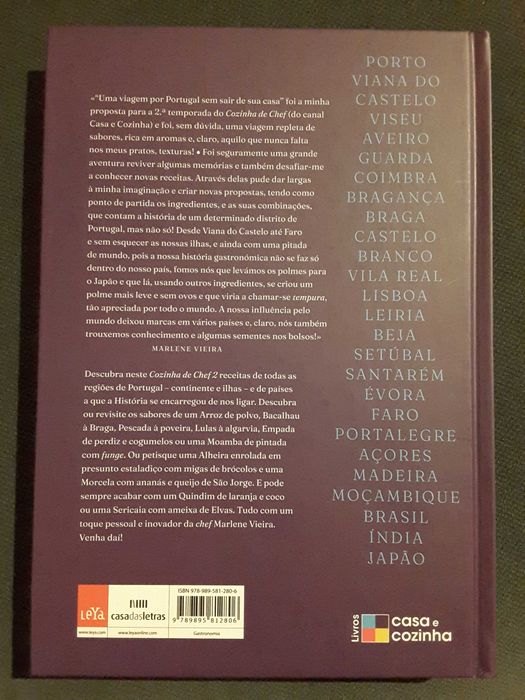 «"Uma viagem por Portugal sem sair de sua casa" foi a minha
proposta para a 2.ª temporada do Cozinha de Chef (do canal
Casa e Cozinha) e foi, sem dúvida, uma viagem repleta de
sabores, rica em aromas e, claro, aquilo que nunca falta
nos meus pratos, texturas! • Foi seguramente uma grande
aventura reviver algumas memórias e também desafiar-me
a conhecer novas receitas. Através delas pude dar largas
à minha imaginação e criar novas propostas, tendo como
ponto de partida os ingredientes, e as suas combinações,
que contam a história de um determinado distrito de
Portugal, mas não só! Desde Viana do Castelo até Faro
e sem esquecer as nossas ilhas, e ainda com uma pitada
de mundo, pois a nossa história gastronómica não se faz só
dentro do nosso país, fomos nós que levámos os polmes para
o Japão e que lá, usando outros ingredientes, se criou um
polme mais leve e sem ovos e que viria a chamar-se tempura,
tão apreciada por todo o mundo. A nossa influência pelo
mundo deixou marcas em vários países e, claro, nós também
trouxemos conhecimento e algumas sementes nos bolsos!»
MARLENE VIEIRA
Descubra neste Cozinha de Chef 2 receitas de todas as
regiões de Portugal – continente e ilhas – e de países
a que a História se encarregou de nos ligar. Descubra
ou revisite os sabores de um Arroz de polvo, Bacalhau
à Braga, Pescada à poveira, Lulas à algarvia, Empada
de perdiz e cogumelos ou uma Moamba de pintada
com funge. Ou petisque uma Alheira enrolada em
presunto estaladiço com migas de brócolos e uma
Morcela com ananás e queijo de São Jorge. E pode
sempre acabar com um Quindim de laranja e coco
ou uma Sericaia com ameixa de Elvas. Tudo com um
toque pessoal e inovador da chef Marlene Vieira.
Venha daí!
PORTO
VIANA DO
CASTELO
VISEU
AVEIRO
GUARDA
COIMBRA
BRAGANÇA
BRAGA
CASTELO
BRANCO
VILA REAL
LISBOA
LEIRIA
BEJA
SETÚBAL
SANTARÉM
ÉVORA
FARO
PORTALEGRE
AÇORES
MADEIRA
MOÇAMBIQUE
BRASIL
ÍNDIA
JAPÃO
LEYA
www.leya.com
casadasletras
www.leyaonline.com
ISBN 978-989-581-280-6
9 789895 812806
Gastronomia
Livros
casa e
cozinha